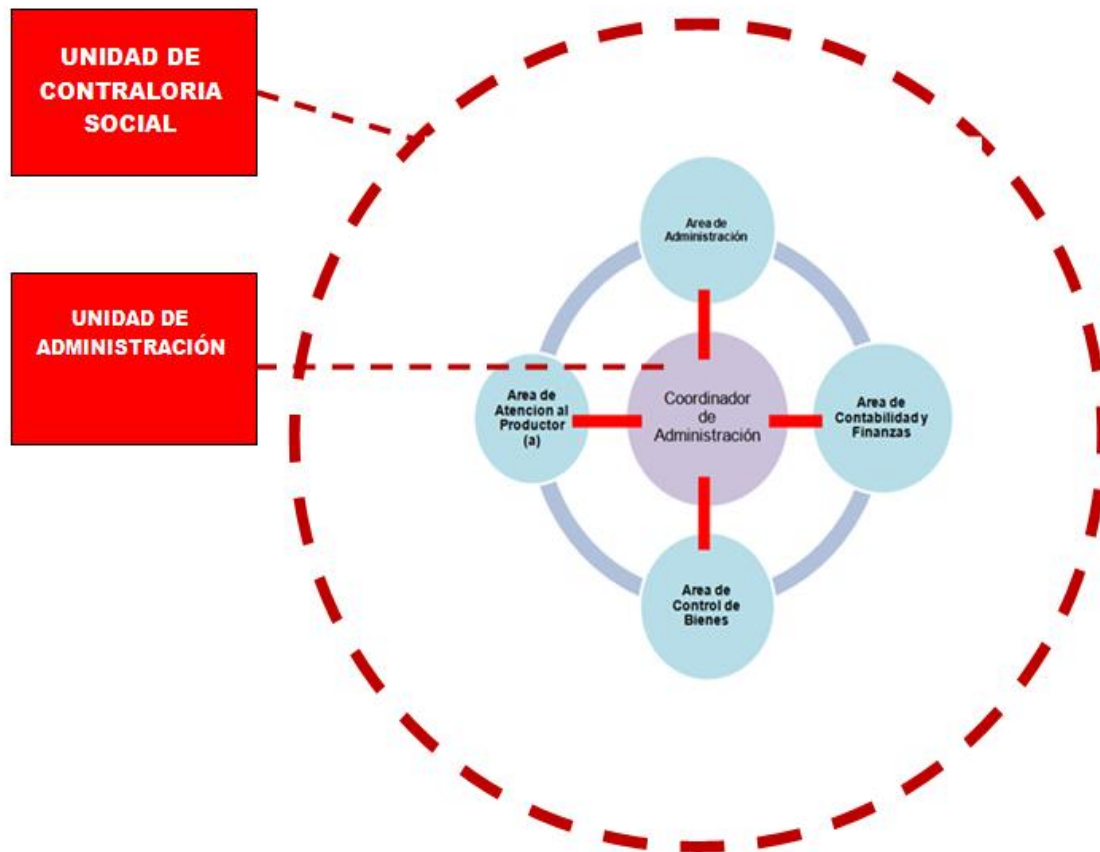 UNIDAD DE
CONTRALORIA
SOCIAL
UNIDAD DE
ADMINISTRACIÓN
Area de
Administración
Area de
Atencion al
Productor
(a)
Coordinador
de
Administración
Area de
Contabilidad y
Finanzas
Area de
Control de
Bienes